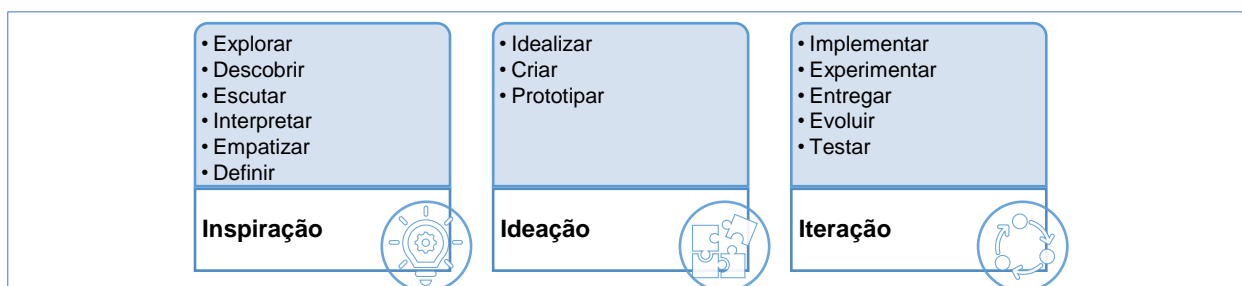 • Explorar
• Descobrir
• Escutar
• Interpretar
• Empatizar
• Definir
Inspiração
• Idealizar
• Criar
• Prototipar
Ideação
• Implementar
• Experimentar
• Entregar
• Evoluir
• Testar
Iteração